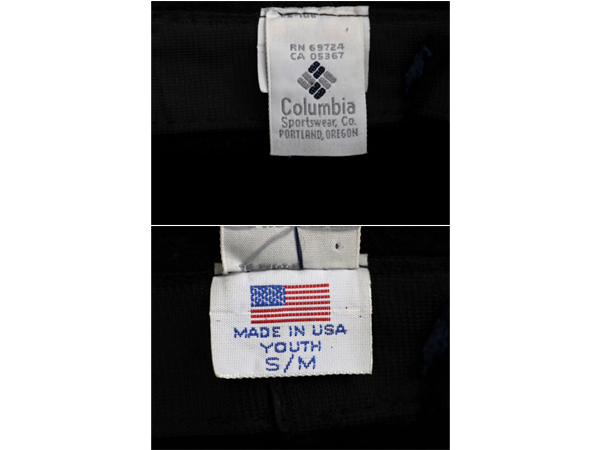 RN 69724
CA 05367
Columbia
Sportswear, Co.
PORTLAND, OREGON
MADE IN USA
YOUTH
S/M